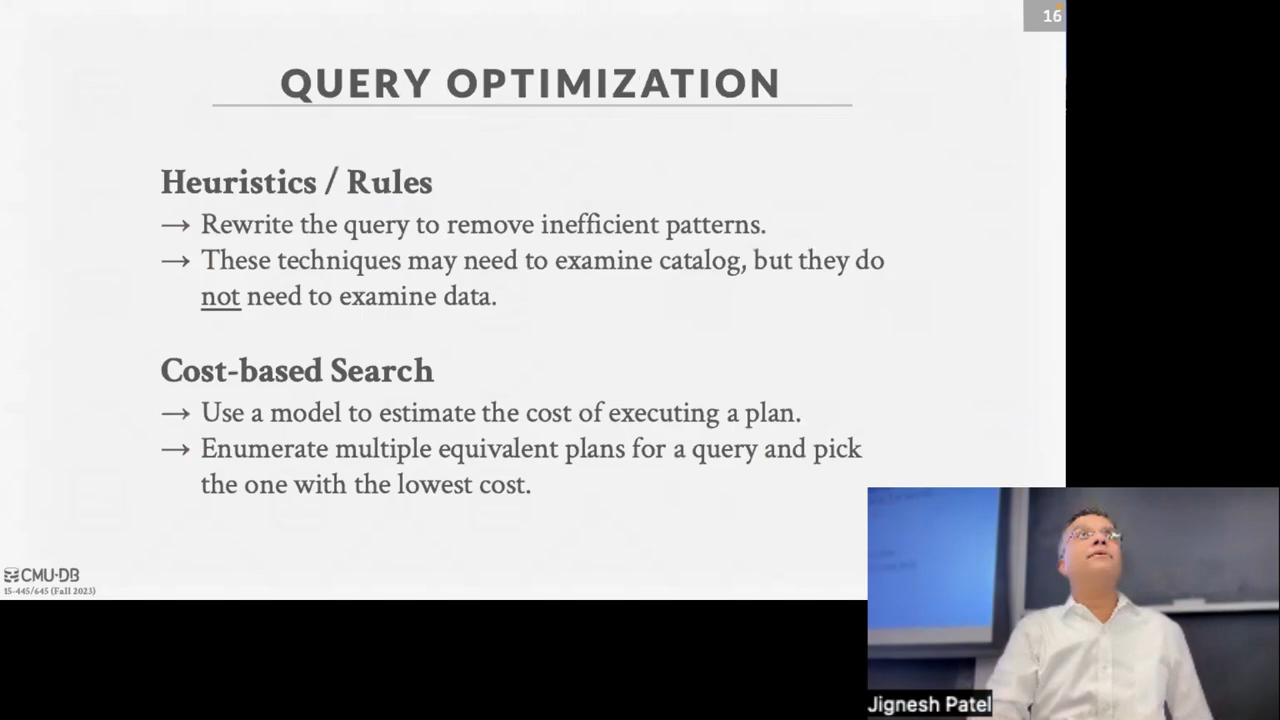 16
QUERY OPTIMIZATION
Heuristics / Rules
→ Rewrite the query to remove inefficient patterns.
→ These techniques may need to examine catalog, but they do
not need to examine data.
Cost-based Search
→ Use a model to estimate the cost of executing a plan.
→ Enumerate multiple equivalent plans for a query and pick
the one with the lowest cost.
CMU·DB
15-445/645 (Fall 2023)
Jignesh Patel